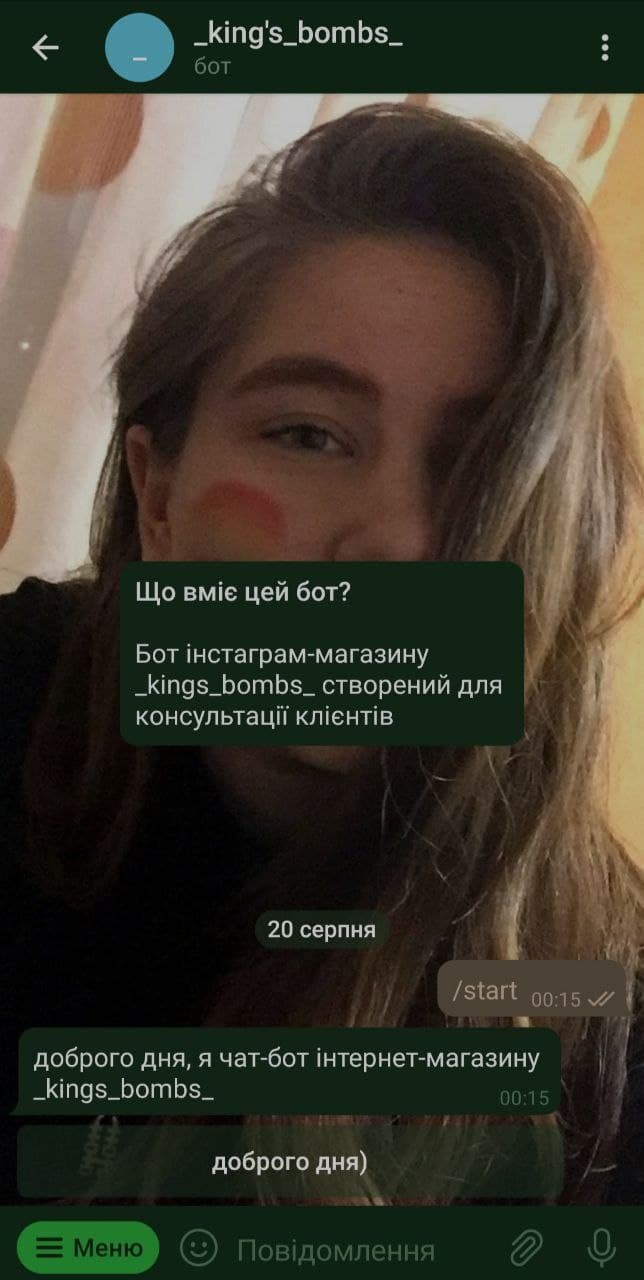 _king's_bombs_
бот
Що вміє цей бот?
Бот інстаграм-магазину
_kings_bombs_ створений для
консультації клієнтів
20 серпня
/start 00:15
доброго дня, я чат-бот інтернет-магазину
_kings_bombs_
00:15
доброго дня)
Меню
Повідомлення